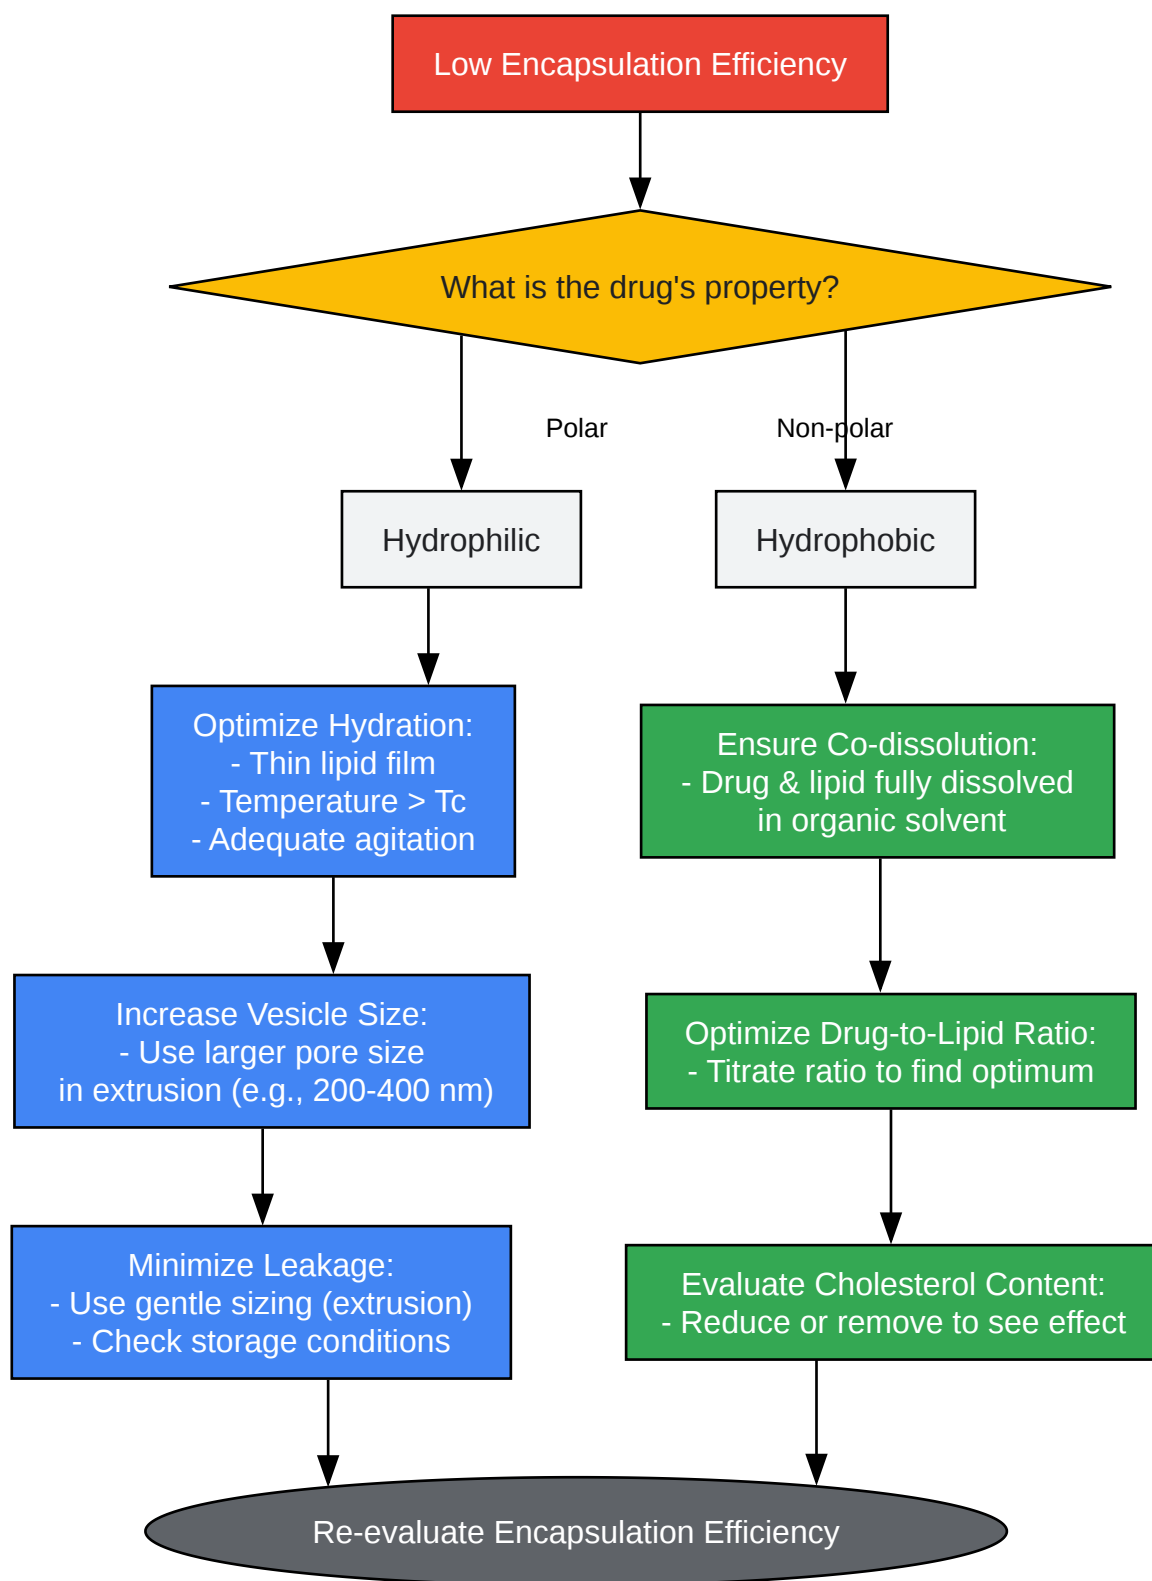 Low Encapsulation Efficiency
What is the drug's property?
Polar
Non-polar
Hydrophilic
Hydrophobic
Optimize Hydration:
- Thin lipid film
- Temperature > Tc
- Adequate agitation
Ensure Co-dissolution:
- Drug & lipid fully dissolved
in organic solvent
Increase Vesicle Size:
- Use larger pore size
in extrusion (e.g., 200-400 nm)
Optimize Drug-to-Lipid Ratio:
- Titrate ratio to find optimum
Minimize Leakage:
- Use gentle sizing (extrusion)
- Check storage conditions
Evaluate Cholesterol Content:
- Reduce or remove to see effect
Re-evaluate Encapsulation Efficiency